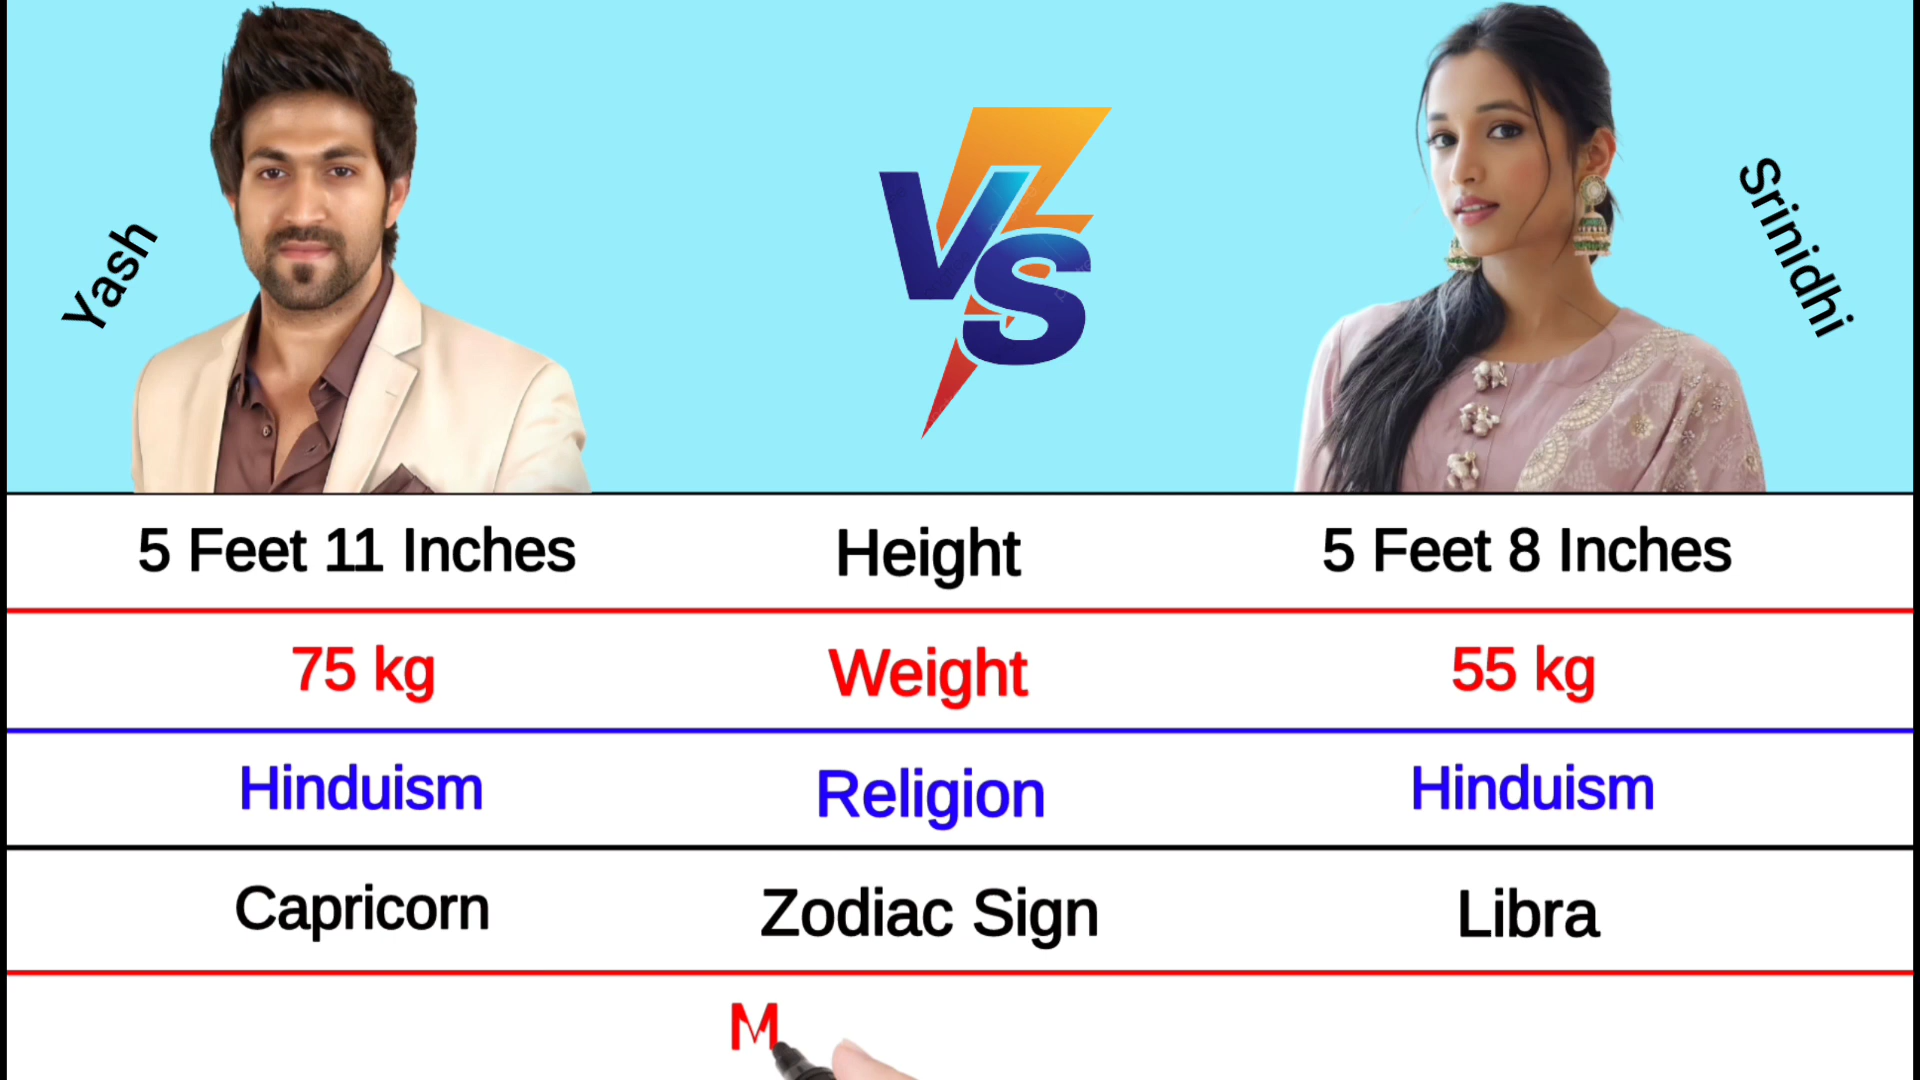 Yash
VS
Srinidhi
5 Feet 11 Inches Height 5 Feet 8 Inches
75 kg Weight 55 kg
Hinduism Religion Hinduism
Capricorn Zodiac Sign Libra
M